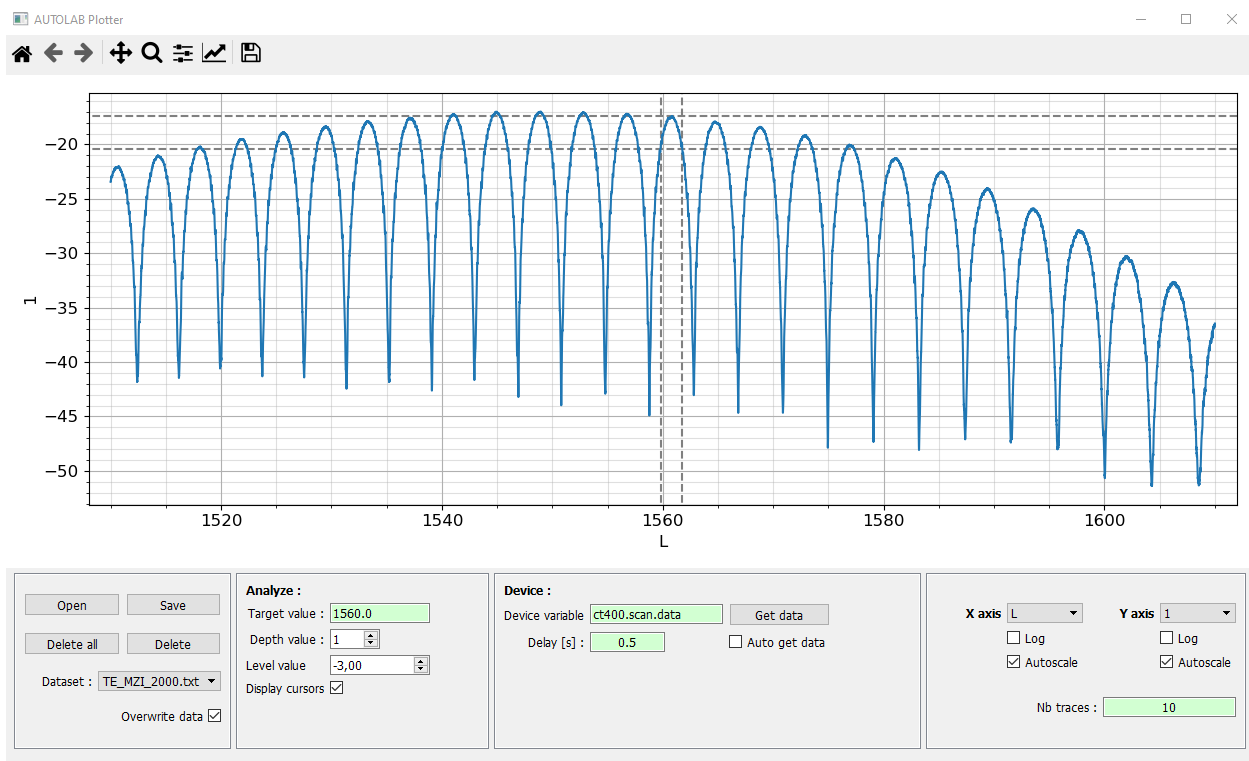 AUTOLAB Plotter
−20
−25
−30
−35
−40
−45
−50
1
1520 1540 1560 1580 1600
L
Open Save
Delete all Delete
Dataset : TE_MZI_2000.txt
Overwrite data
Analyze :
Target value : 1560.0
Depth value : 1
Level value -3,00
Display cursors
Device :
Device variable ct400.scan.data Get data
Delay [s] : 0.5 Auto get data
X axis L Y axis 1
Log Log
Autoscale Autoscale
Nb traces : 10